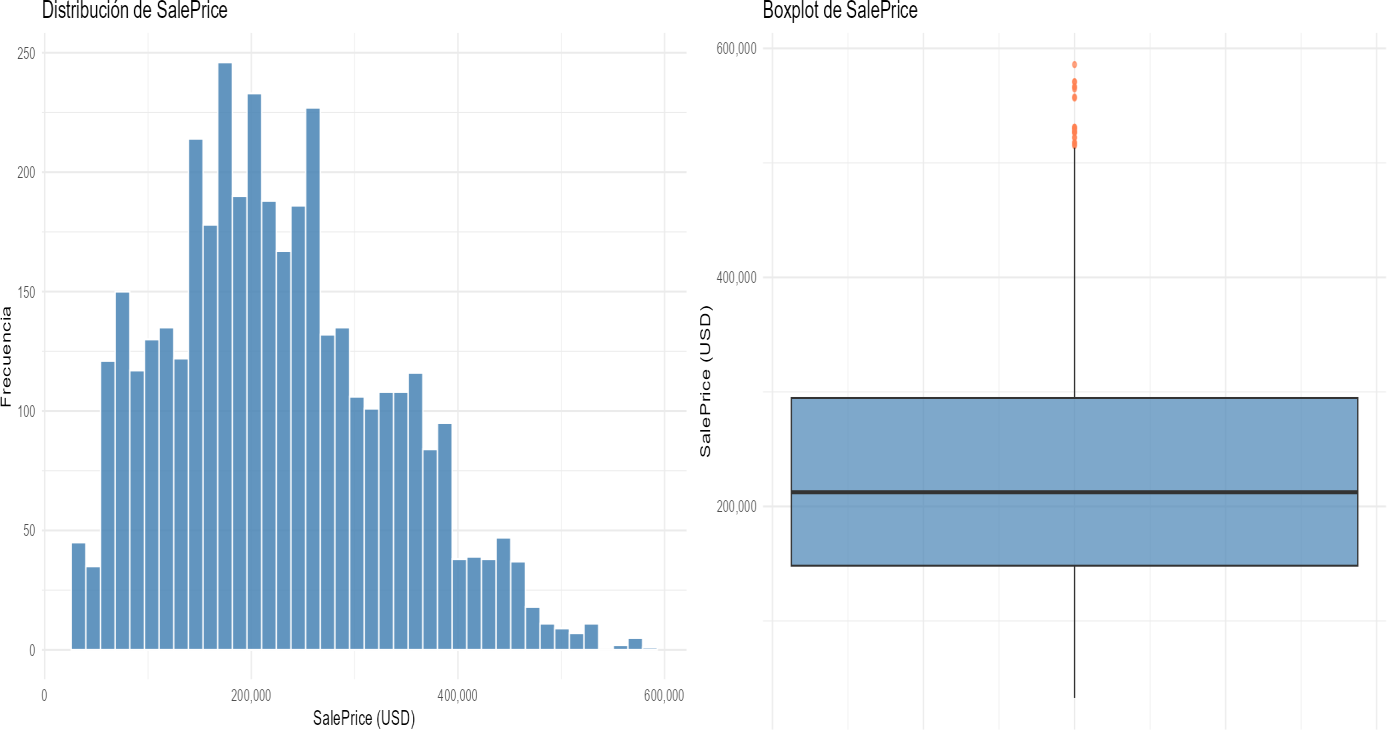 Distribución de SalePrice
250
200
150
100
50
0
Frecuencia
0
200,000
400,000
600,000
SalePrice (USD)
Boxplot de SalePrice
600,000
400,000
200,000
SalePrice (USD)